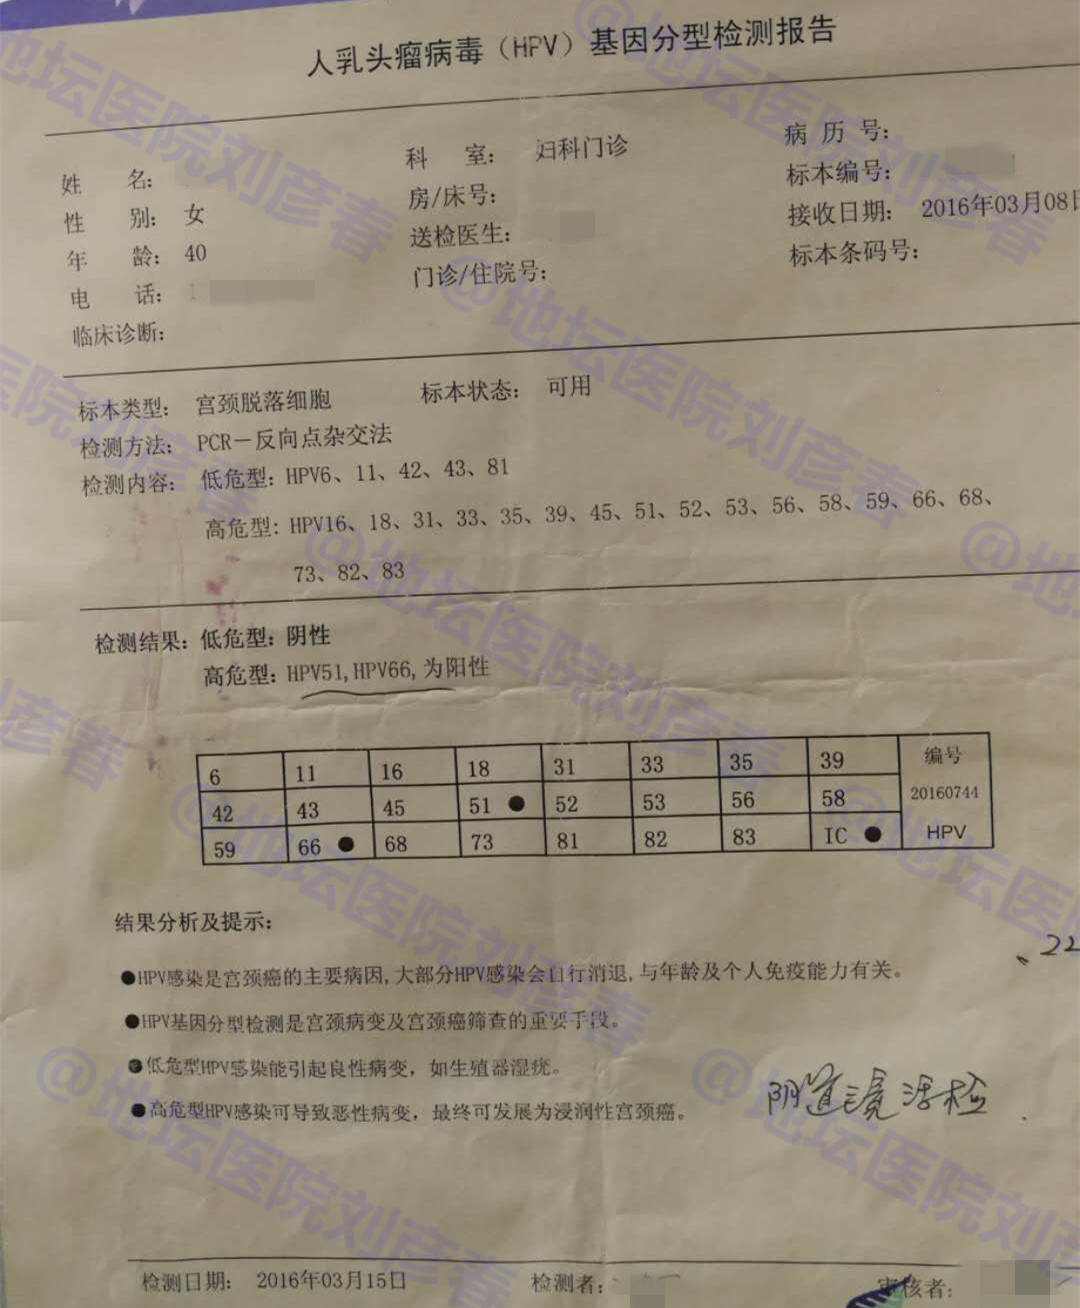 人乳头瘤病毒（HPV）基因分型检测报告
姓 名：
科 室： 妇科门诊
病 历 号：
性 别： 女
房/床号：
标本编号：
年 龄： 40
送检医生：
接收日期： 2016年03月08日
电 话： 1
门诊/住院号：
标本条码号：
临床诊断：
标本类型： 宫颈脱落细胞 标本状态： 可用
检测方法： PCR－反向点杂交法
检测内容： 低危型：HPV6、11、42、43、81
高危型：HPV16、18、31、33、35、39、45、51、52、53、56、58、59、66、68、
73、82、83
检测结果：低危型：阴性
高危型：HPV51,HPV66,为阳性
6 11 16 18 31 33 35 39 编号
42 43 45 51 ● 52 53 56 58 20160744
59 66 ● 68 73 81 82 83 IC ● HPV
结果分析及提示：
●HPV感染是宫颈癌的主要病因,大部分HPV感染会自行消退,与年龄及个人免疫能力有关。
22
●HPV基因分型检测是宫颈病变及宫颈癌筛查的重要手段。
●低危型HPV感染能引起良性病变，如生殖器湿疣。
●高危型HPV感染可导致恶性病变，最终可发展为浸润性宫颈癌。
阴道镜活检
检测日期： 2016年03月15日 检测者： 审核者：
@地坛医院刘彦春